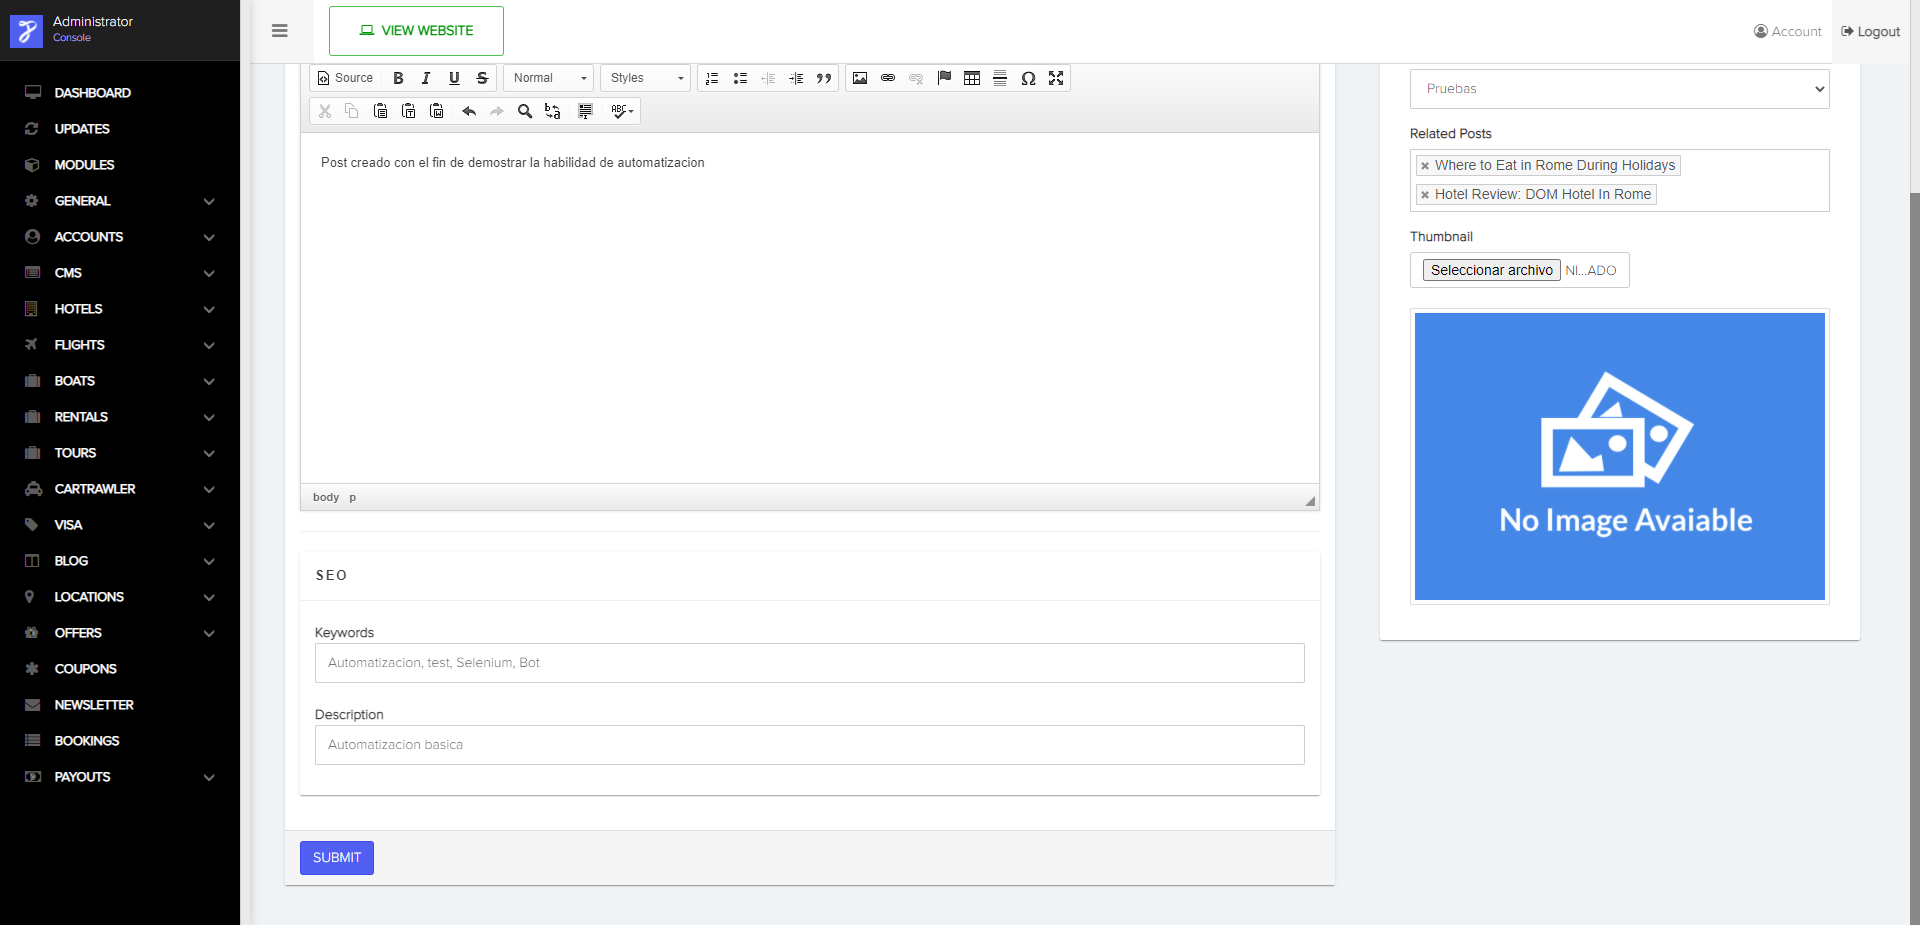 Administrator
Console
VIEW WEBSITE
Account
Logout
DASHBOARD
UPDATES
MODULES
GENERAL
ACCOUNTS
CMS
HOTELS
FLIGHTS
BOATS
RENTALS
TOURS
CARTRAWLER
VISA
BLOG
LOCATIONS
OFFERS
COUPONS
NEWSLETTER
BOOKINGS
PAYOUTS
Source B I U S Normal Styles
ABC
Post creado con el fin de demostrar la habilidad de automatizacion
body p
SEO
Keywords
Automatizacion, test, Selenium, Bot
Description
Automatizacion basica
SUBMIT
Pruebas
Related Posts
× Where to Eat in Rome During Holidays
× Hotel Review: DOM Hotel In Rome
Thumbnail
Seleccionar archivo NI...ADO
No Image Avaiable